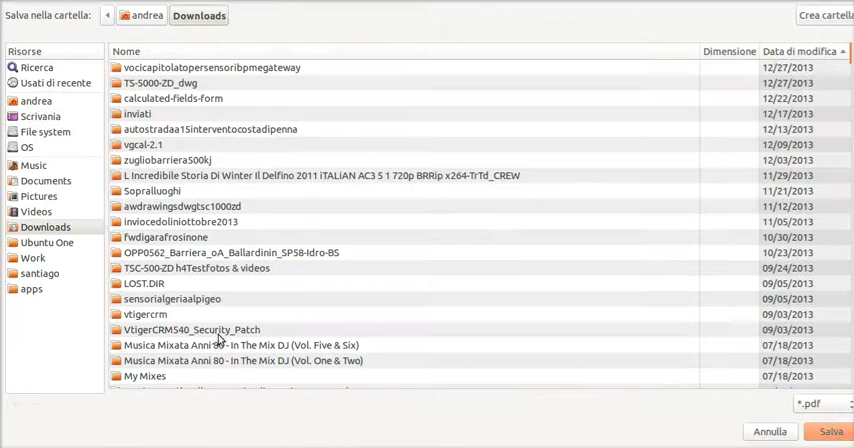 Salva nella cartella: andrea Downloads Crea cartella
Risorse Nome Dimensione Data di modifica
Ricerca
Usati di recente
andrea
Scrivania
File system
OS
Music
Documents
Pictures
Videos
Downloads
Ubuntu One
Work
santiago
apps
vocicapitolatopersensoribpmegateway 12/27/2013
TS-5000-ZD_dwg 12/27/2013
calculated-fields-form 12/22/2013
inviati 12/17/2013
autostradaa15interventocostadipenna 12/13/2013
vgcal-2.1 12/09/2013
zugliobarriera500kj 12/03/2013
L Incredibile Storia Di Winter Il Delfino 2011 iTALiAN AC3 5 1 720p BRRip x264-TrTd_CREW 11/29/2013
Sopralluoghi 11/21/2013
awdrawingsdwgtsc1000zd 11/12/2013
inviocedoliniottobre2013 11/05/2013
fwdigarafrosinone 10/30/2013
OPP0562_Barriera_oA_Ballardinin_SP58-Idro-BS 10/23/2013
TSC-500-ZD h4Testfotos & videos 09/24/2013
LOST.DIR 09/05/2013
sensorialgeriaalpigeo 09/05/2013
vtigercrm 09/03/2013
VtigerCRM540_Security_Patch 09/03/2013
Musica Mixata Anni - In The Mix DJ (Vol. Five & Six) 07/18/2013
Musica Mixata Anni 80 - In The Mix DJ (Vol. One & Two) 07/18/2013
My Mixes 07/18/2013
*.pdf
Annulla Salva